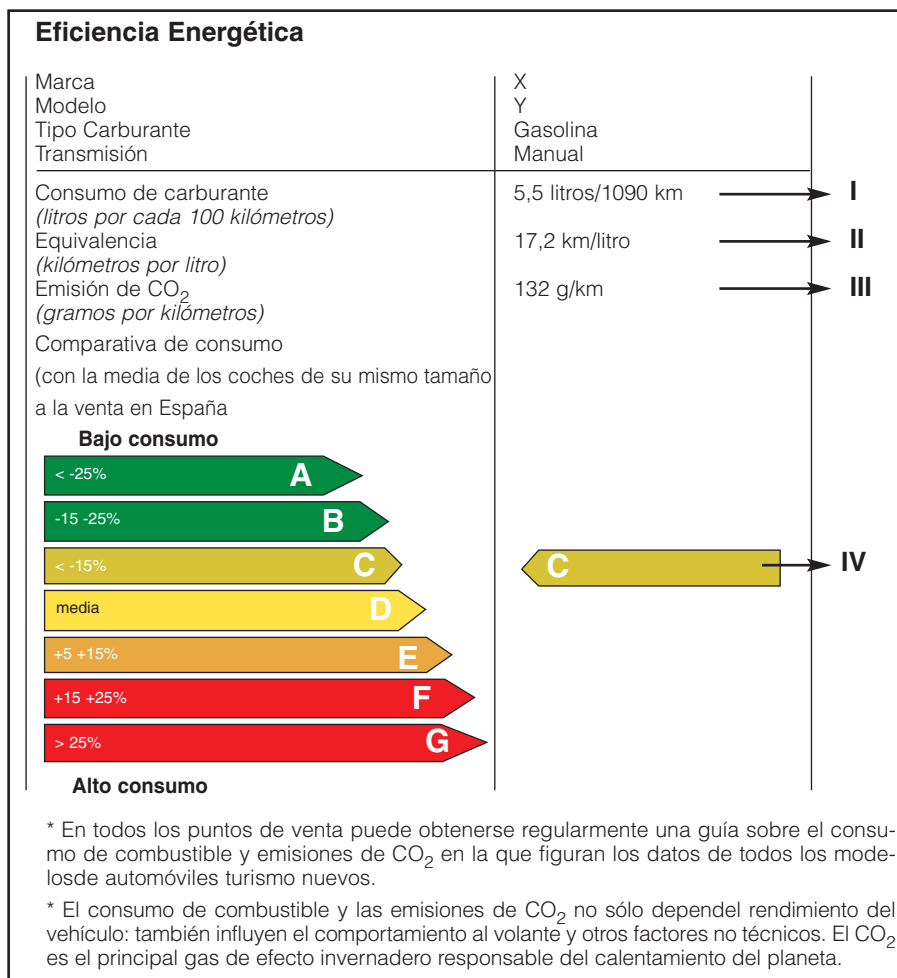 Eficiencia Energética
Marca X
Modelo Y
Tipo Carburante Gasolina
Transmisión Manual
Consumo de carburante 5,5 litros/1090 km I
(litros por cada 100 kilómetros)
Equivalencia 17,2 km/litro II
(kilómetros por litro)
Emisión de CO2 132 g/km III
(gramos por kilómetros)
Comparativa de consumo
(con la media de los coches de su mismo tamaño
a la venta en España
Bajo consumo
< -25% A
-15 -25% B
< -15% C C IV
media D
+5 +15% E
+15 +25% F
> 25% G
Alto consumo
* En todos los puntos de venta puede obtenerse regularmente una guía sobre el consu-
mo de combustible y emisiones de CO2 en la que figuran los datos de todos los mode-
losde automóviles turismo nuevos.
* El consumo de combustible y las emisiones de CO2 no sólo dependel rendimiento del
vehículo: también influyen el comportamiento al volante y otros factores no técnicos. El CO2
es el principal gas de efecto invernadero responsable del calentamiento del planeta.